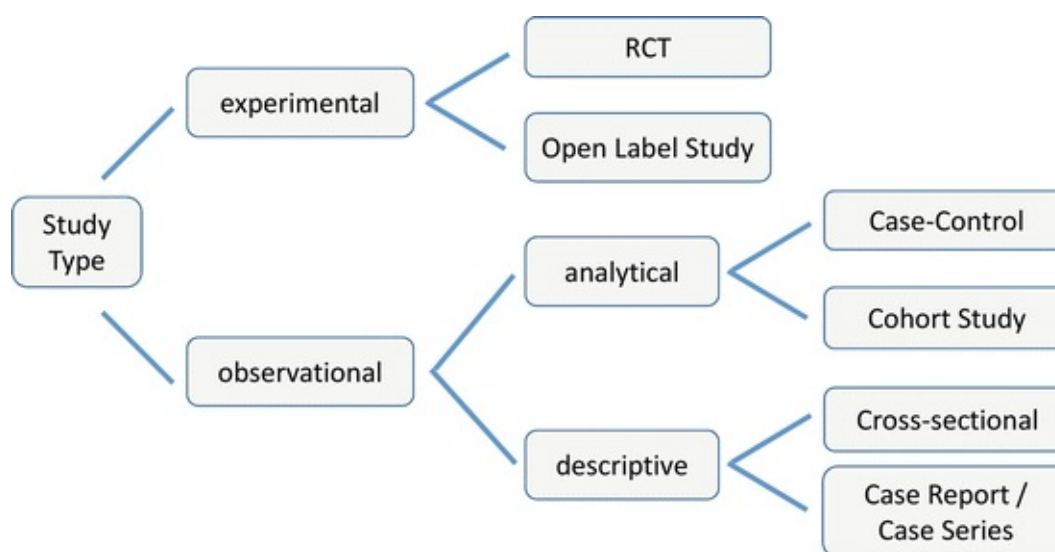 RCT
experimental
Open Label Study
Study
Type
Case-Control
analytical
Cohort Study
observational
Cross-sectional
descriptive
Case Report /
Case Series